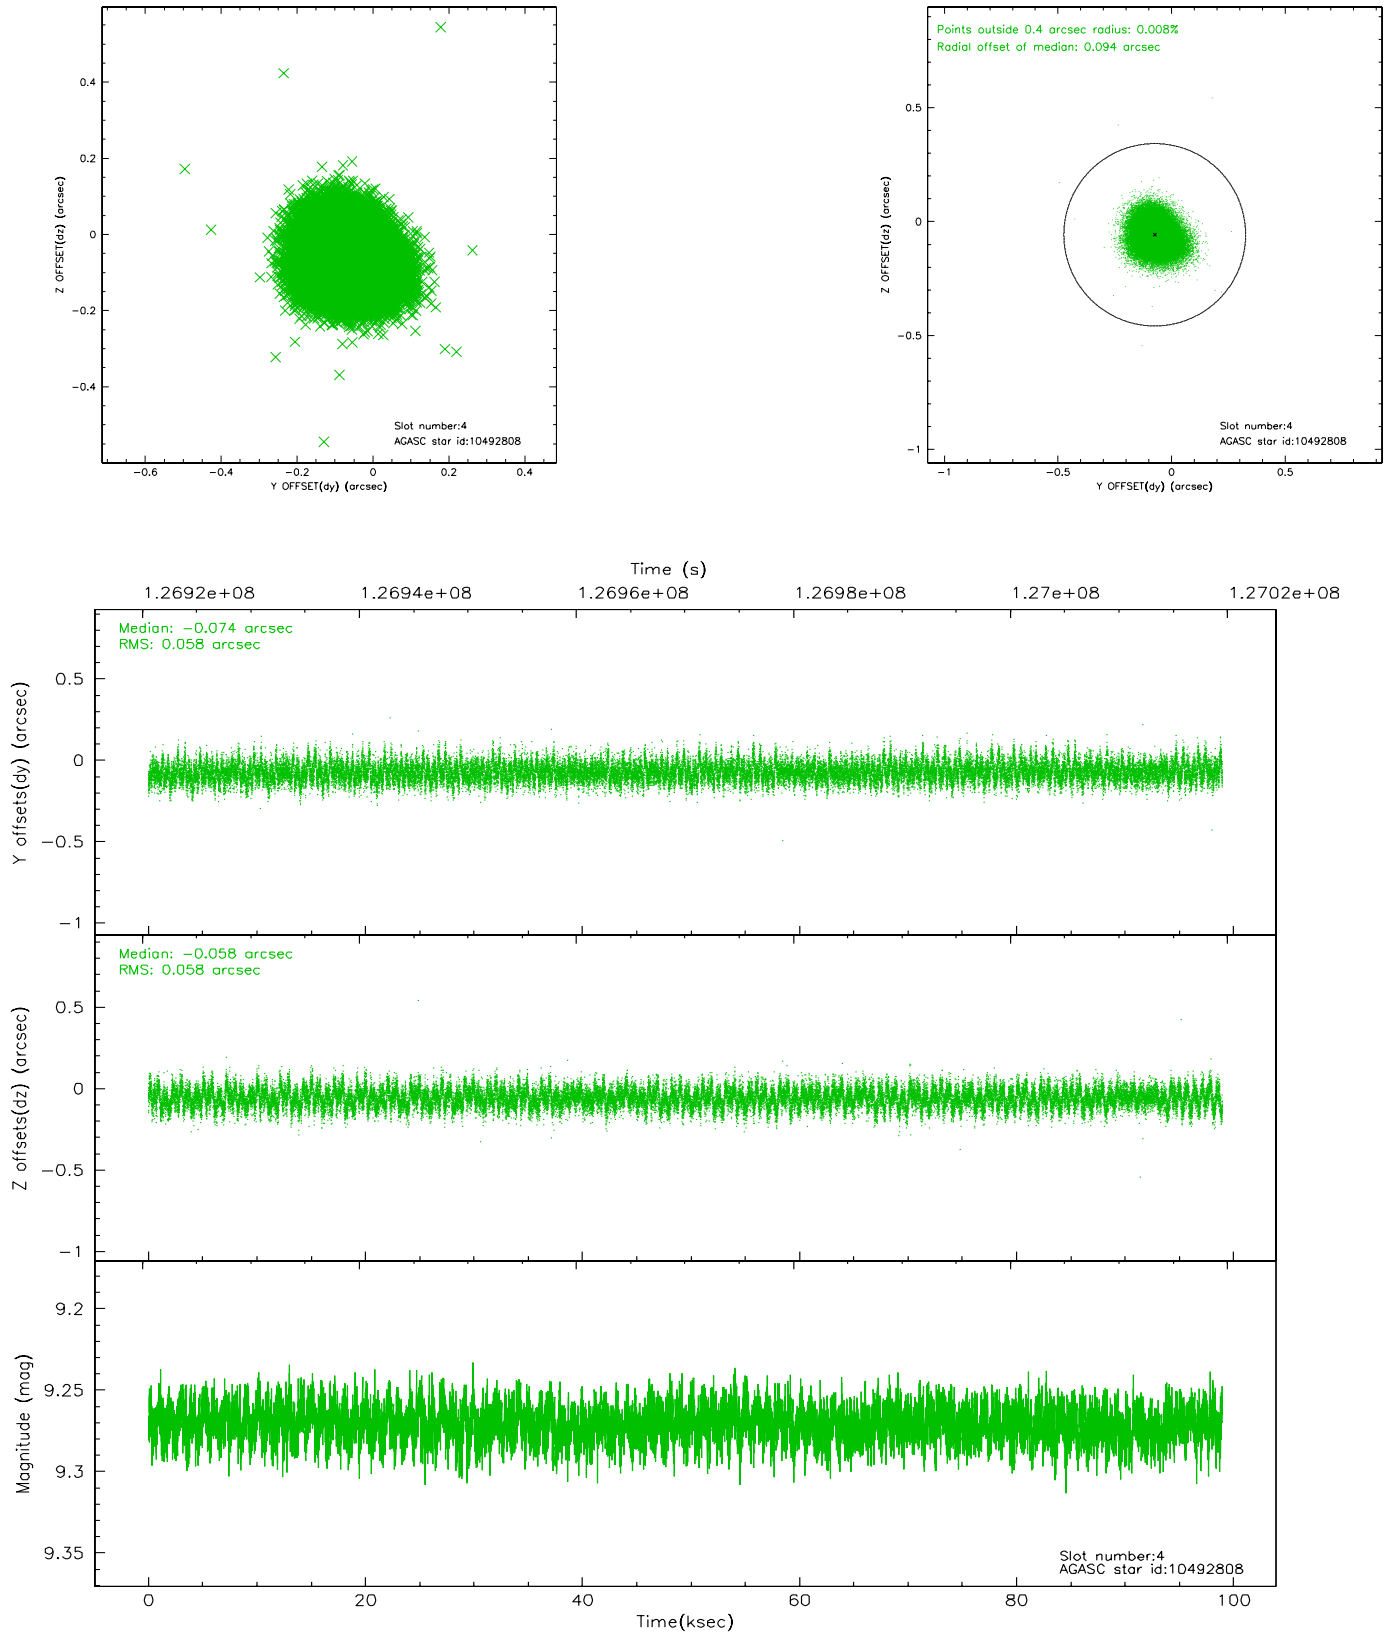 0.4
0.2
0
−0.2
−0.4
Z OFFSET(dz) (arcsec)
Slot number:4
AGASC star id:10492808
−0.6
−0.4
−0.2
0
0.2
0.4
Y OFFSET(dy) (arcsec)
Points outside 0.4 arcsec radius: 0.008%
Radial offset of median: 0.094 arcsec
0.5
0
−0.5
−1
Z OFFSET(dz) (arcsec)
Slot number:4
AGASC star id:10492808
−1
−0.5
0
0.5
Y OFFSET(dy) (arcsec)
Time (s)
1.2692e+08
1.2694e+08
1.2696e+08
1.2698e+08
1.27e+08
1.2702e+08
Median: −0.074 arcsec
RMS: 0.058 arcsec
0.5
0
−0.5
−1
Y offsets(dy) (arcsec)
Median: −0.058 arcsec
RMS: 0.058 arcsec
0.5
0
−0.5
−1
Z offsets(dz) (arcsec)
9.2
9.25
9.3
9.35
Magnitude (mag)
Slot number:4
AGASC star id:10492808
0
20
40
60
80
100
Time(ksec)